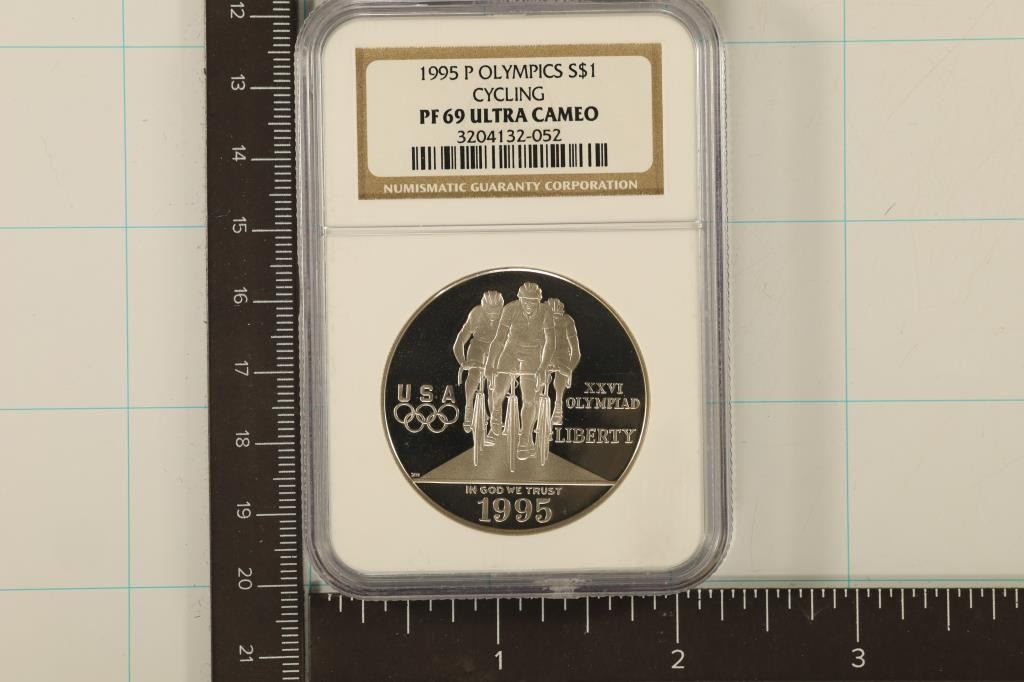 1995 P OLYMPICS S$1
CYCLING
PF 69 ULTRA CAMEO
3204132-052
NUMISMATIC GUARANTY CORPORATION
USA
XXVI
OLYMPIAD
LIBERTY
IN GOD WE TRUST
1995
12
13
14
15
16
17
18
19
20
21
1 2 3